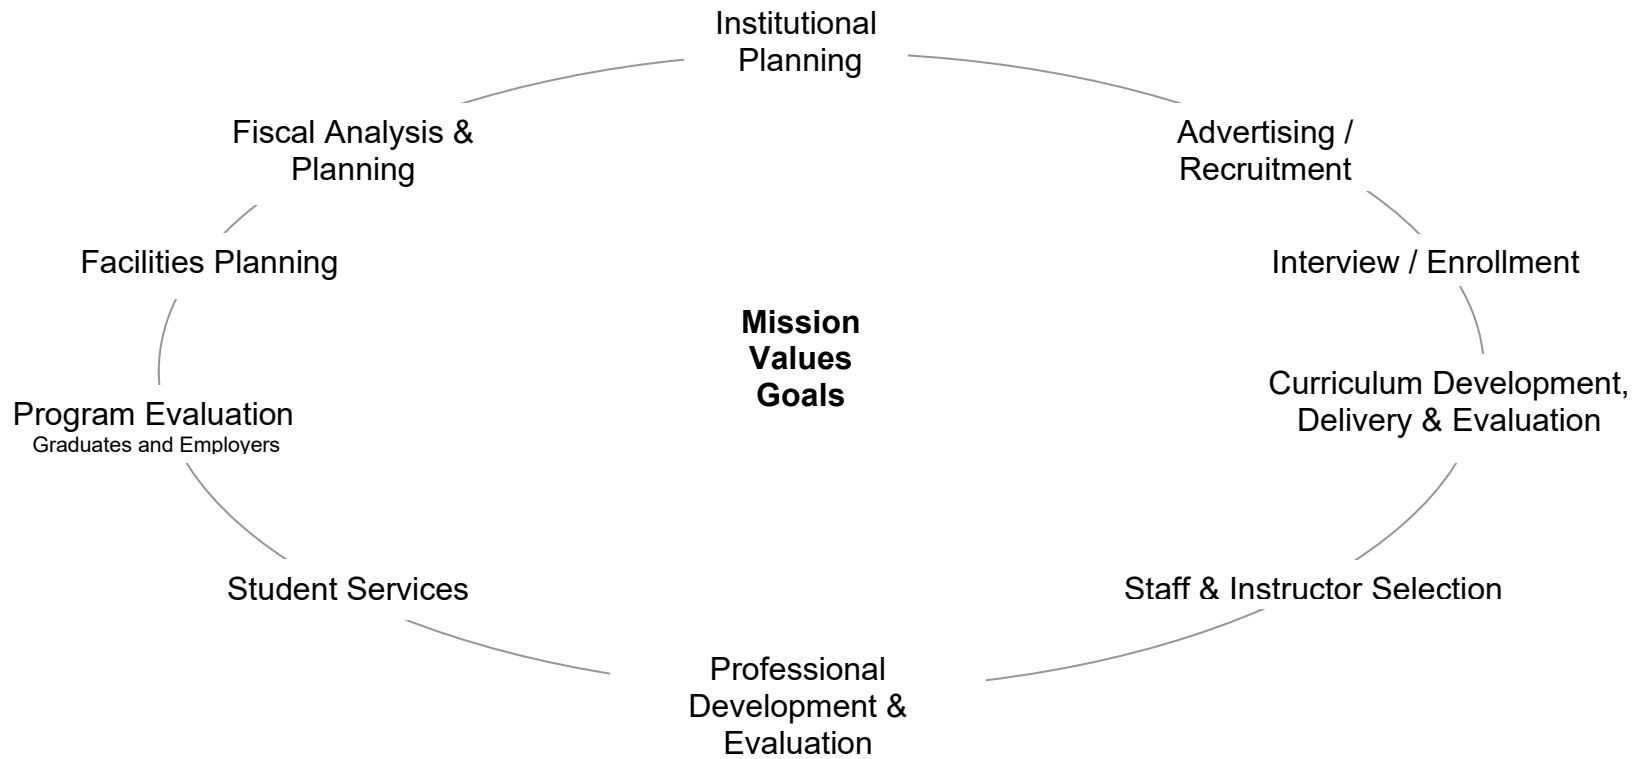 Institutional
Planning
Fiscal Analysis &
Planning
Advertising /
Recruitment
Facilities Planning
Interview / Enrollment
Mission
Values
Goals
Curriculum Development,
Delivery & Evaluation
Program Evaluation
Graduates and Employers
Student Services
Staff & Instructor Selection
Professional
Development &
Evaluation